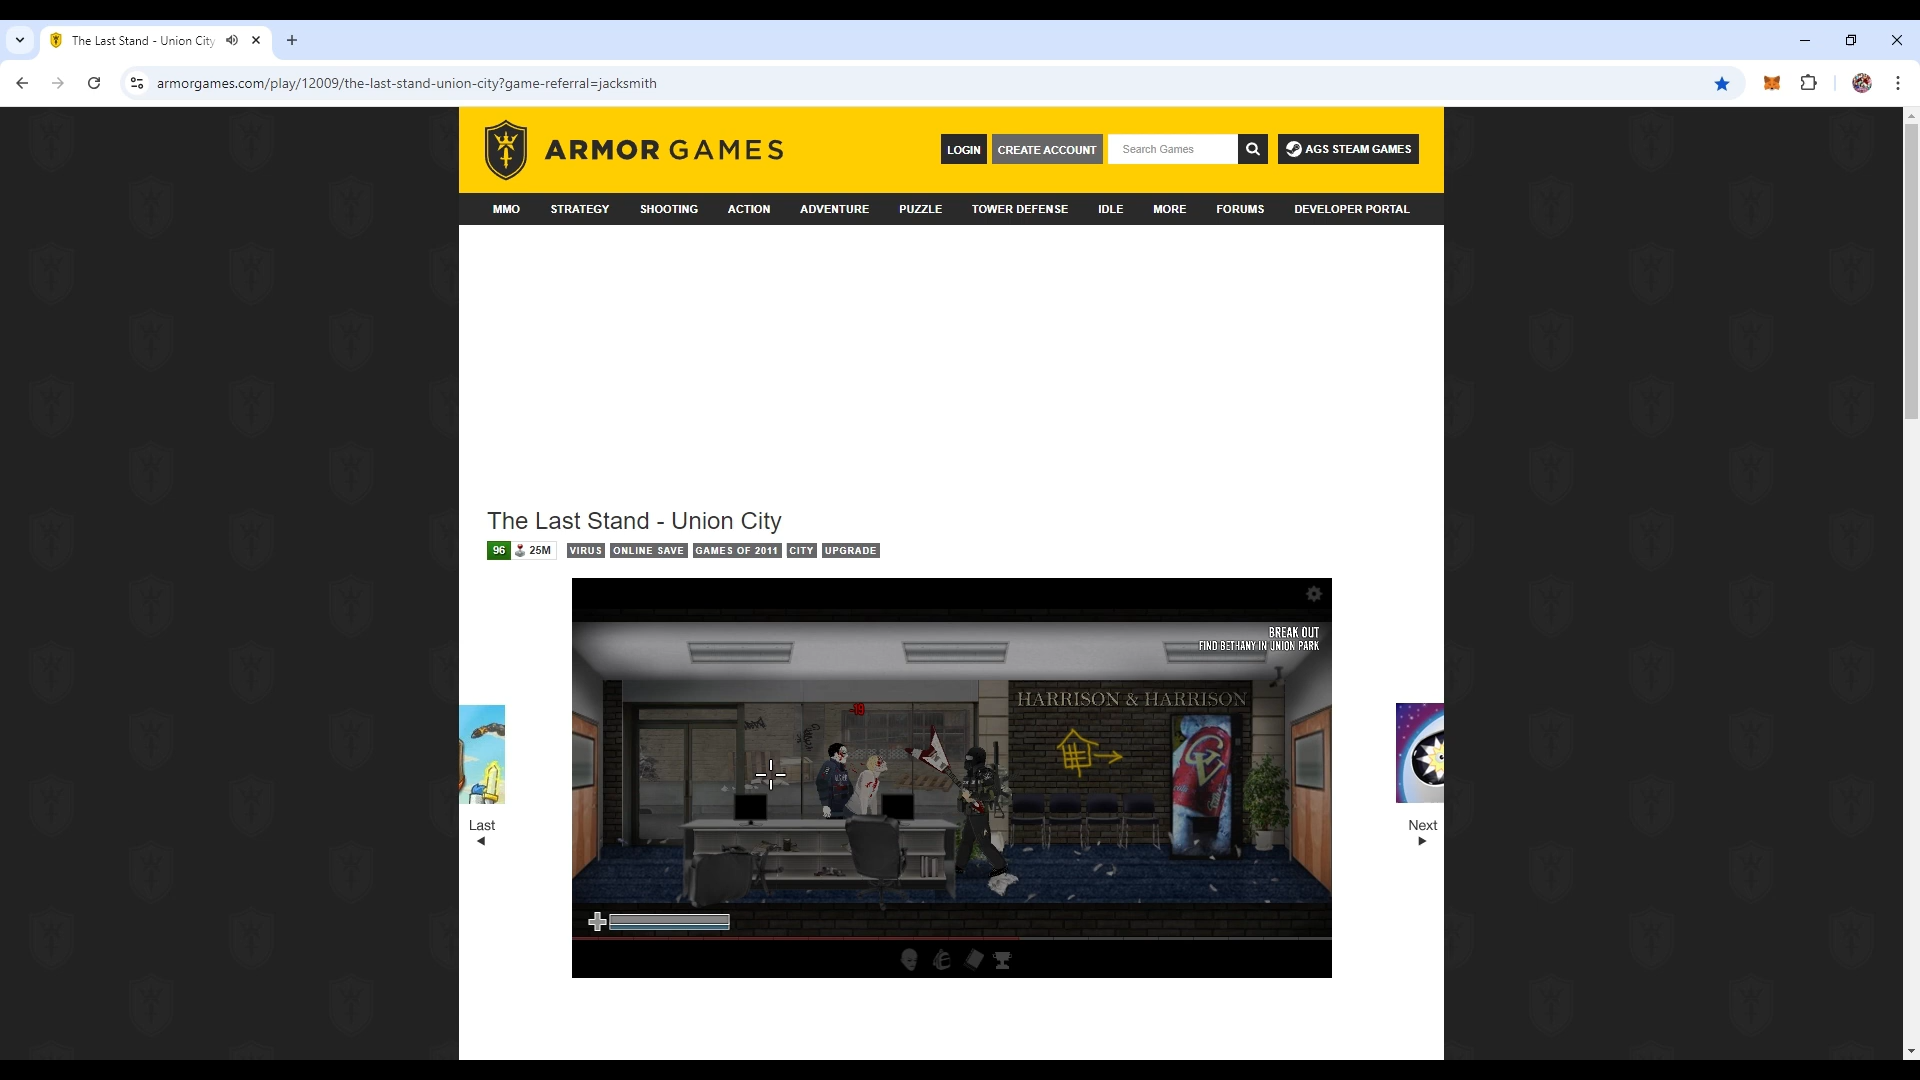 The Last Stand - Union City
armorgames.com/play/12009/the-last-stand-union-city?game-referral=jacksmith
ARMOR GAMES
LOGIN
CREATE ACCOUNT
Search Games
AGS STEAM GAMES
MMO STRATEGY SHOOTING ACTION ADVENTURE PUZZLE TOWER DEFENSE IDLE MORE FORUMS DEVELOPER PORTAL
The Last Stand - Union City
96 25M VIRUS ONLINE SAVE GAMES OF 2011 CITY UPGRADE
BREAK OUT
FIND BETHANY IN UNION PARK
HARRISON & HARRISON
-19
Last
Next